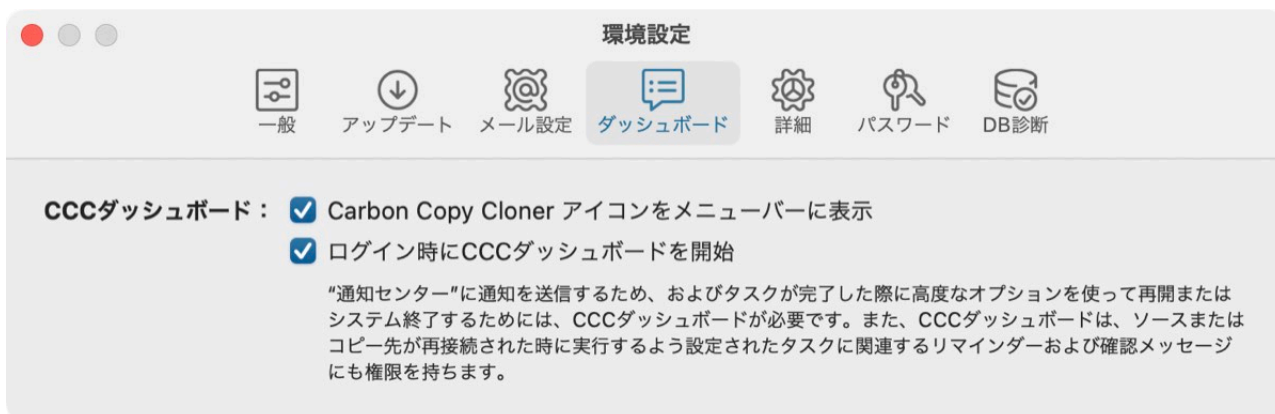 環境設定
一般
アップデート
メール設定
ダッシュボード
詳細
パスワード
DB診断
CCCダッシュボード：
Carbon Copy Cloner アイコンをメニューバーに表示
ログイン時にCCCダッシュボードを開始
“通知センター”に通知を送信するため、およびタスクが完了した際に高度なオプションを使って再開または
システム終了するためには、CCCダッシュボードが必要です。また、CCCダッシュボードは、ソースまたは
コピー先が再接続された時に実行するよう設定されたタスクに関連するリマインダーおよび確認メッセージ
にも権限を持ちます。